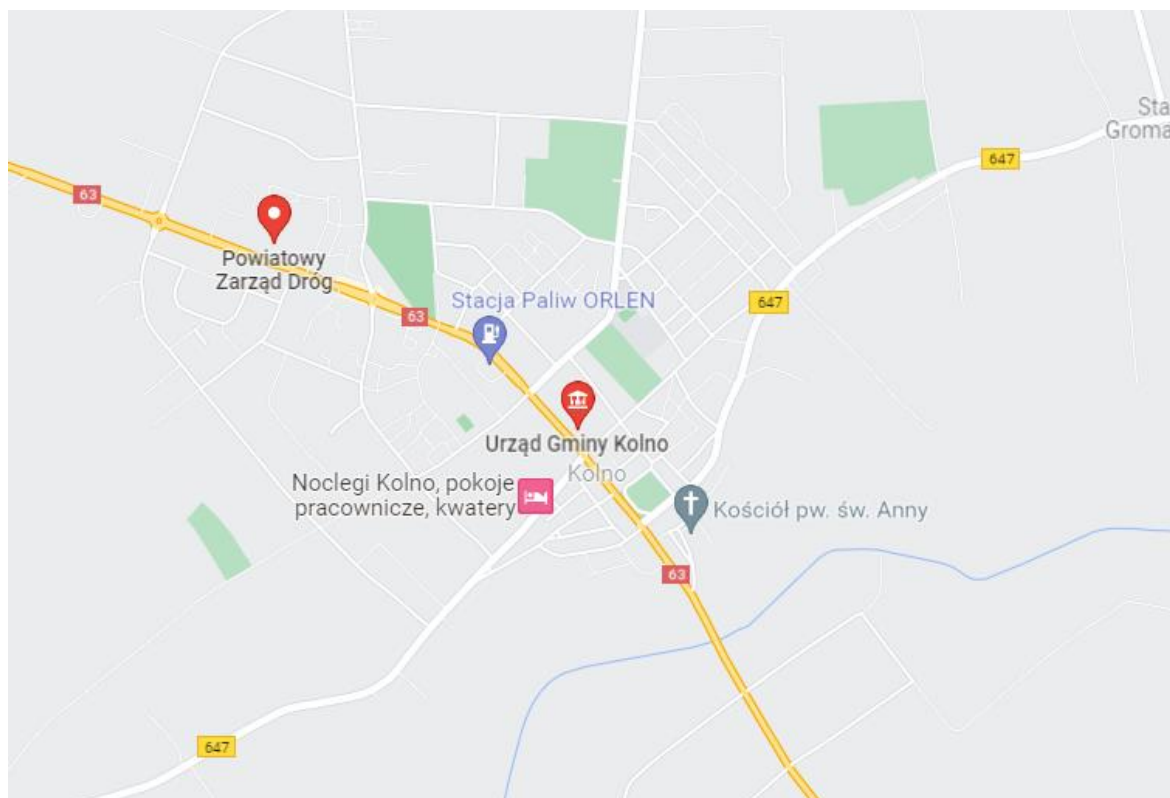 Sta
Groma
647
63
Powiatowy
Zarząd Dróg
Stacja Paliw ORLEN
647
63
Urząd Gminy Kolno
Kolno
Noclegi Kolno, pokoje
pracownicze, kwatery
Kościół pw. św. Anny
63
647